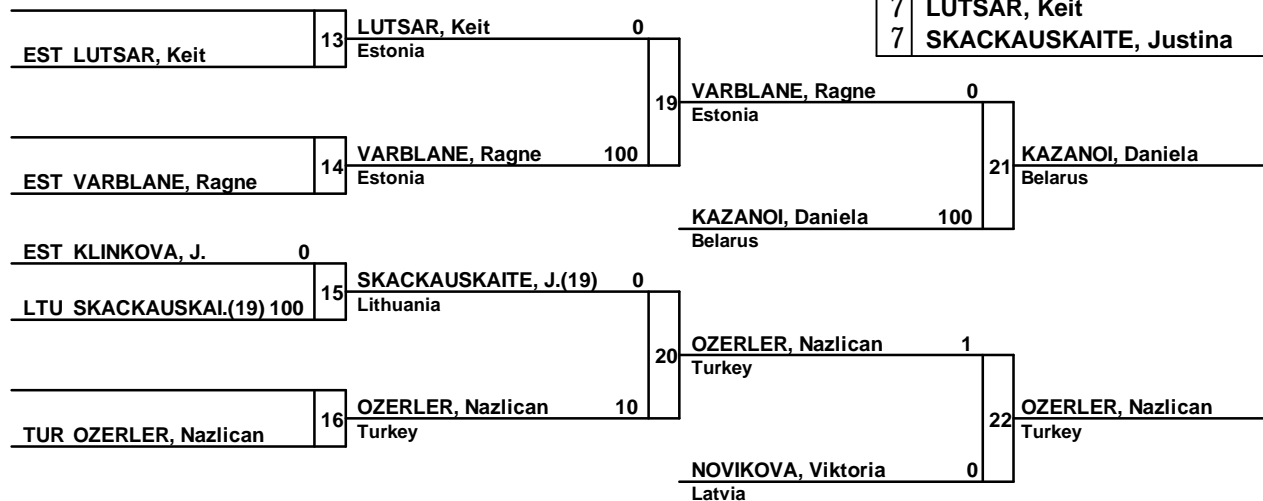 7 LUTSAR, Keit
7 SKACKAUSKAITE, Justina
13 LUTSAR, Keit 0
EST LUTSAR, Keit
Estonia
19 VARBLANE, Ragne 0
Estonia
14 VARBLANE, Ragne 100
EST VARBLANE, Ragne
Estonia
21 KAZANOI, Daniela
Belarus
KAZANOI, Daniela 100
Belarus
EST KLINKOVA, J. 0
15 SKACKAUSKAITE, J.(19) 0
LTU SKACKAUSKAI.(19) 100
Lithuania
20 OZERLER, Nazlican 1
Turkey
16 OZERLER, Nazlican 10
TUR OZERLER, Nazlican
Turkey
22 OZERLER, Nazlican
Turkey
NOVIKOVA, Viktoria 0
Latvia